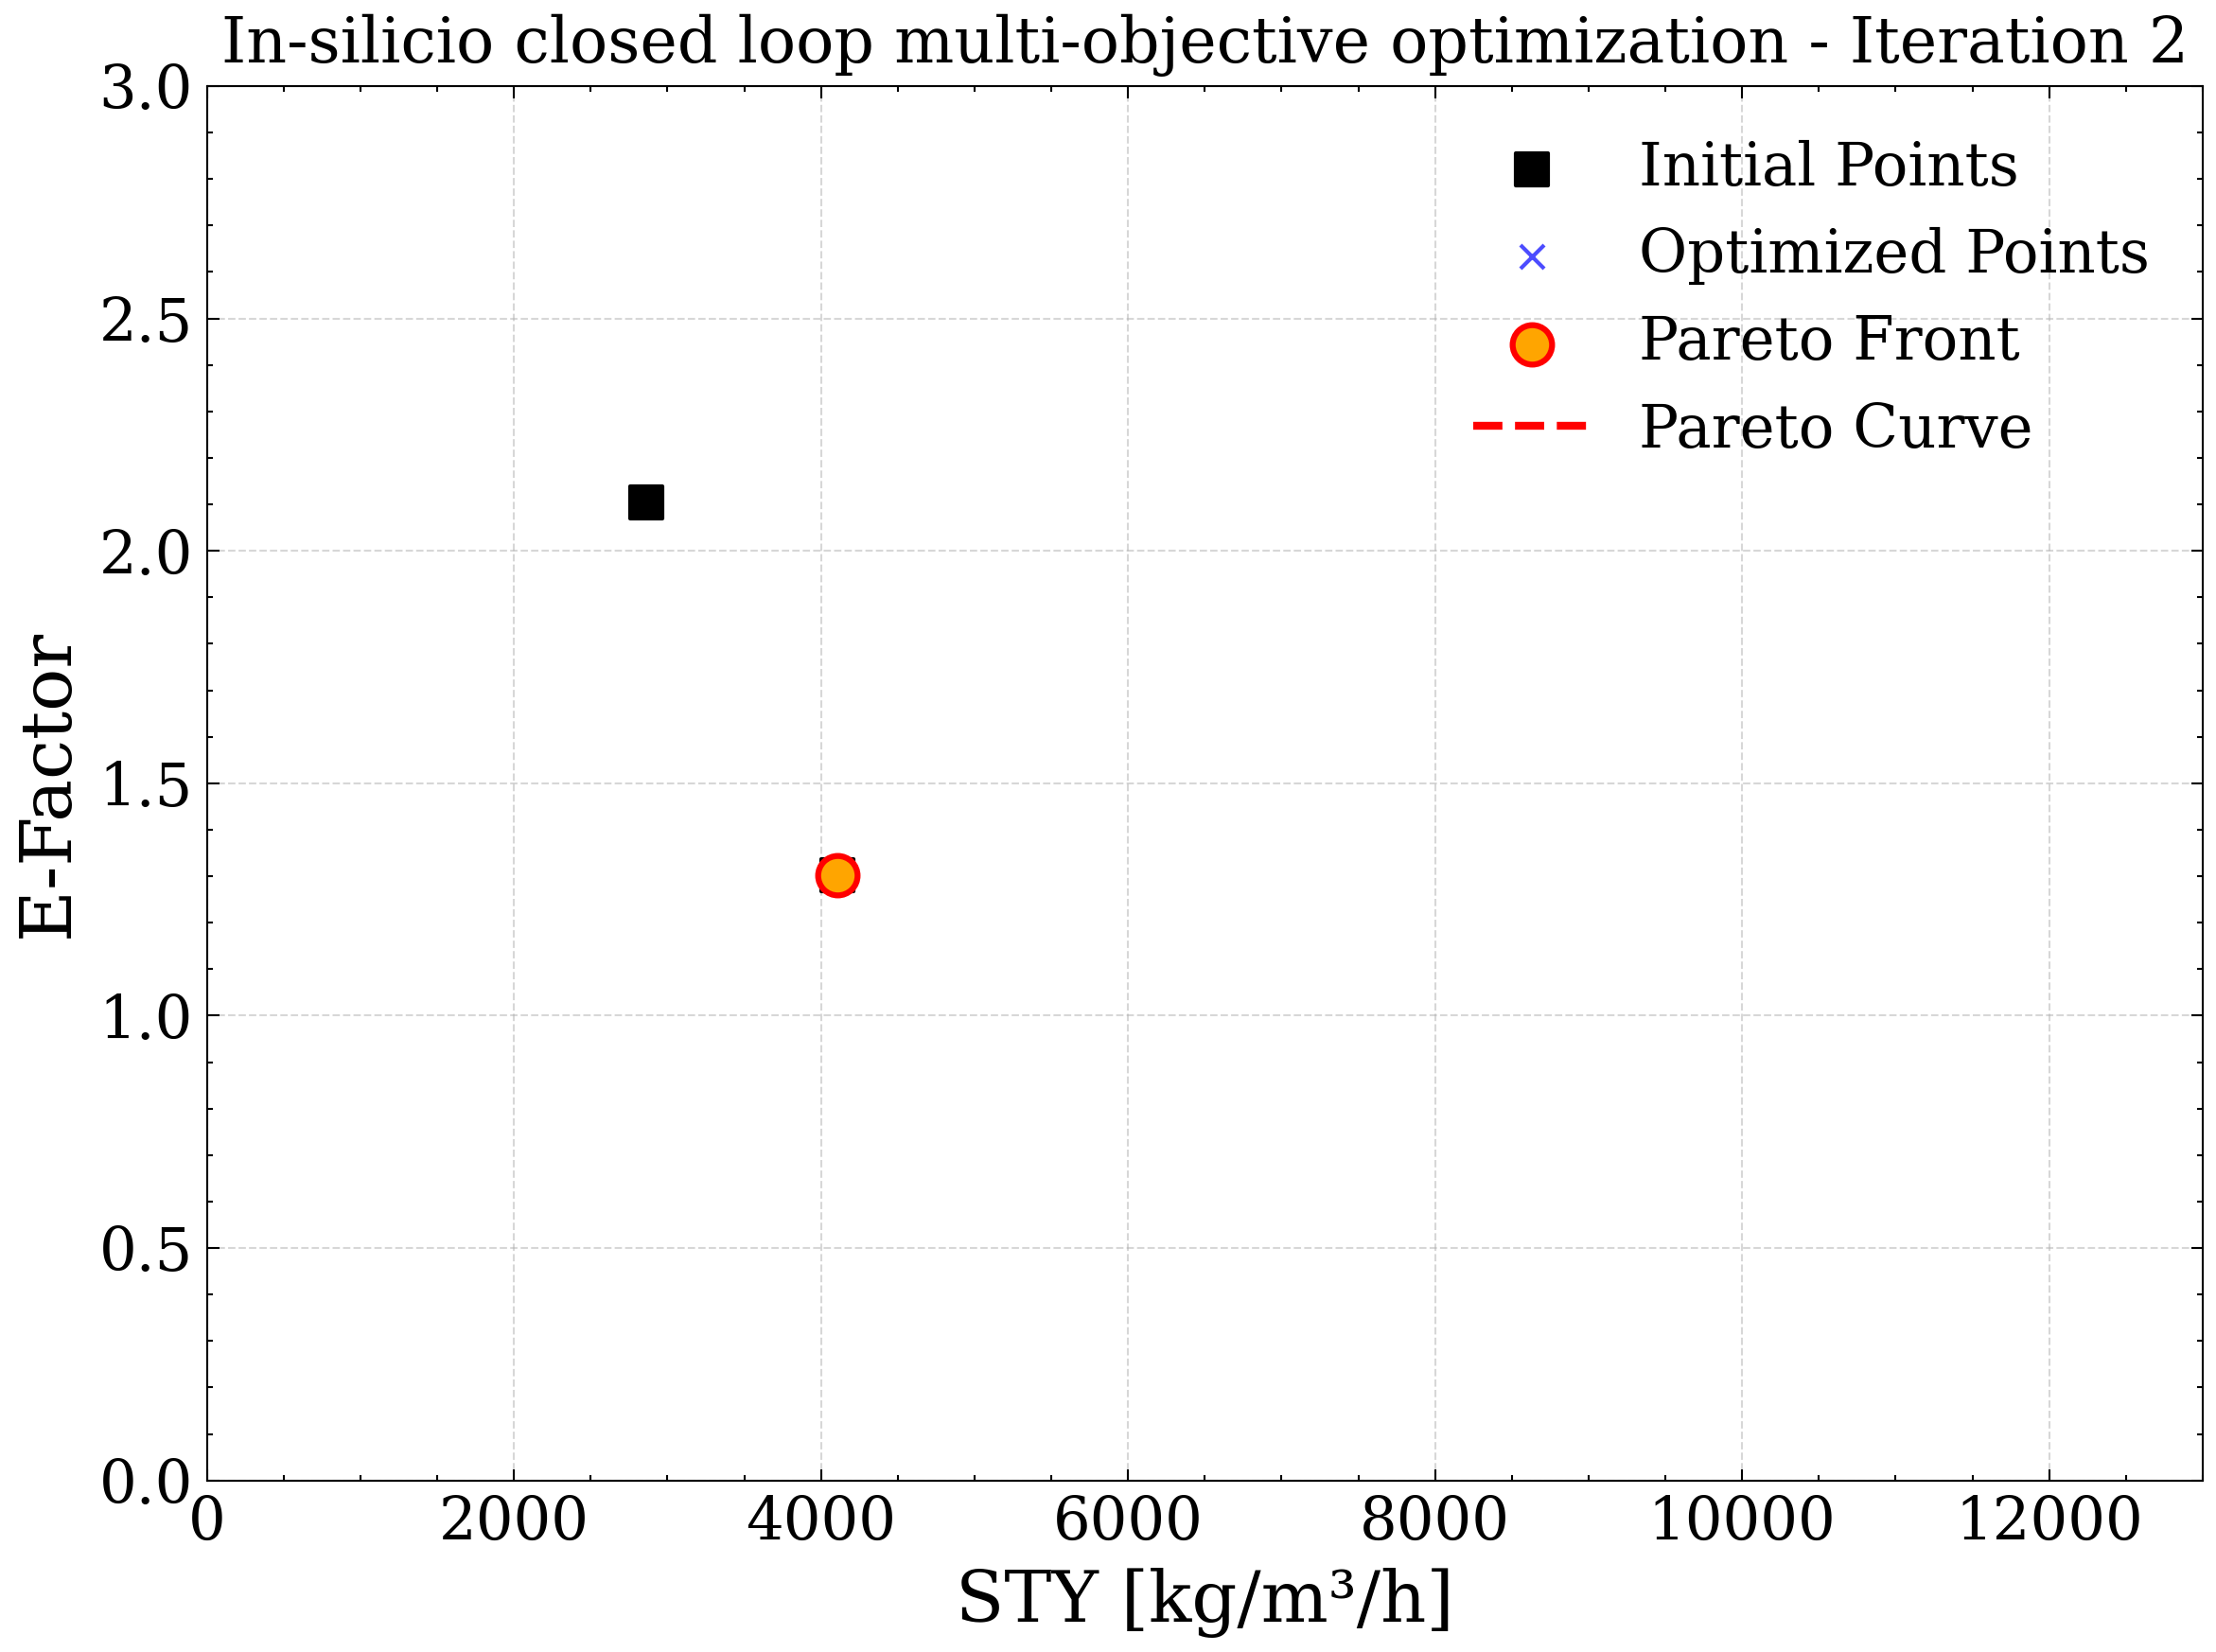 In-silicio closed loop multi-objective optimization - Iteration 2
3.0
2.5
2.0
1.5
1.0
0.5
0.0
E-Factor
Initial Points
Optimized Points
Pareto Front
Pareto Curve
0 2000 4000 6000 8000 10000 12000
STY [kg/m³/h]